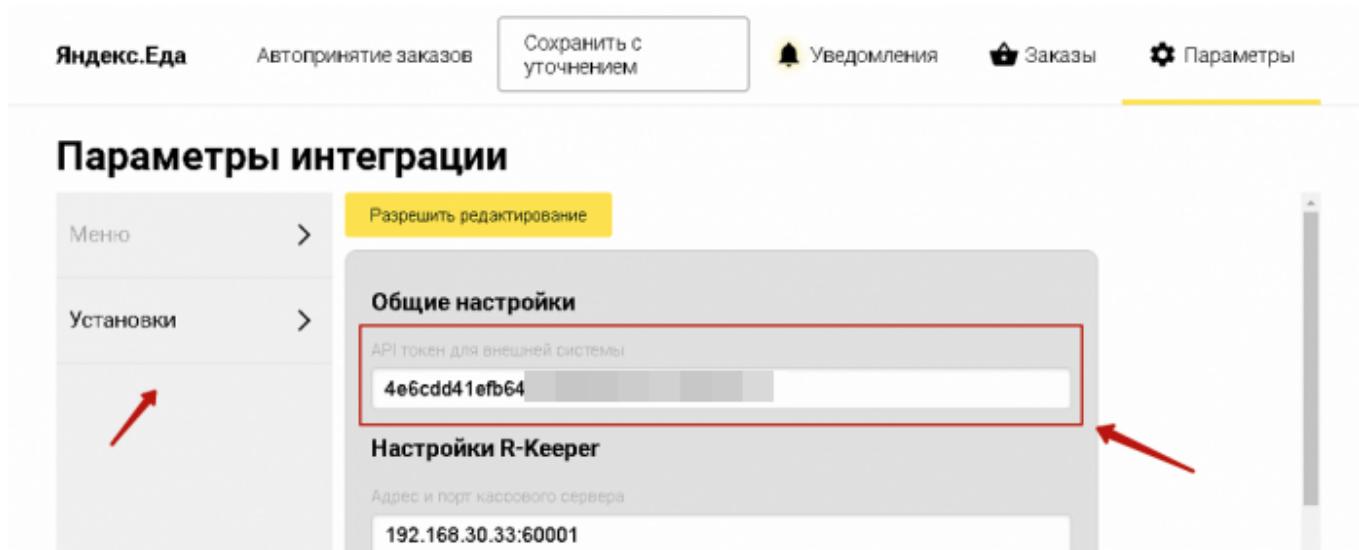 Яндекс.Еда
Автопринятие заказов
Сохранить с
уточнением
Уведомления
Заказы
Параметры
Параметры интеграции
Меню
Разрешить редактирование
Установки
Общие настройки
API токен для внешней системы
4e6cdd41efb64
Настройки R-Keeper
Адрес и порт кассового сервера
192.168.30.33:60001